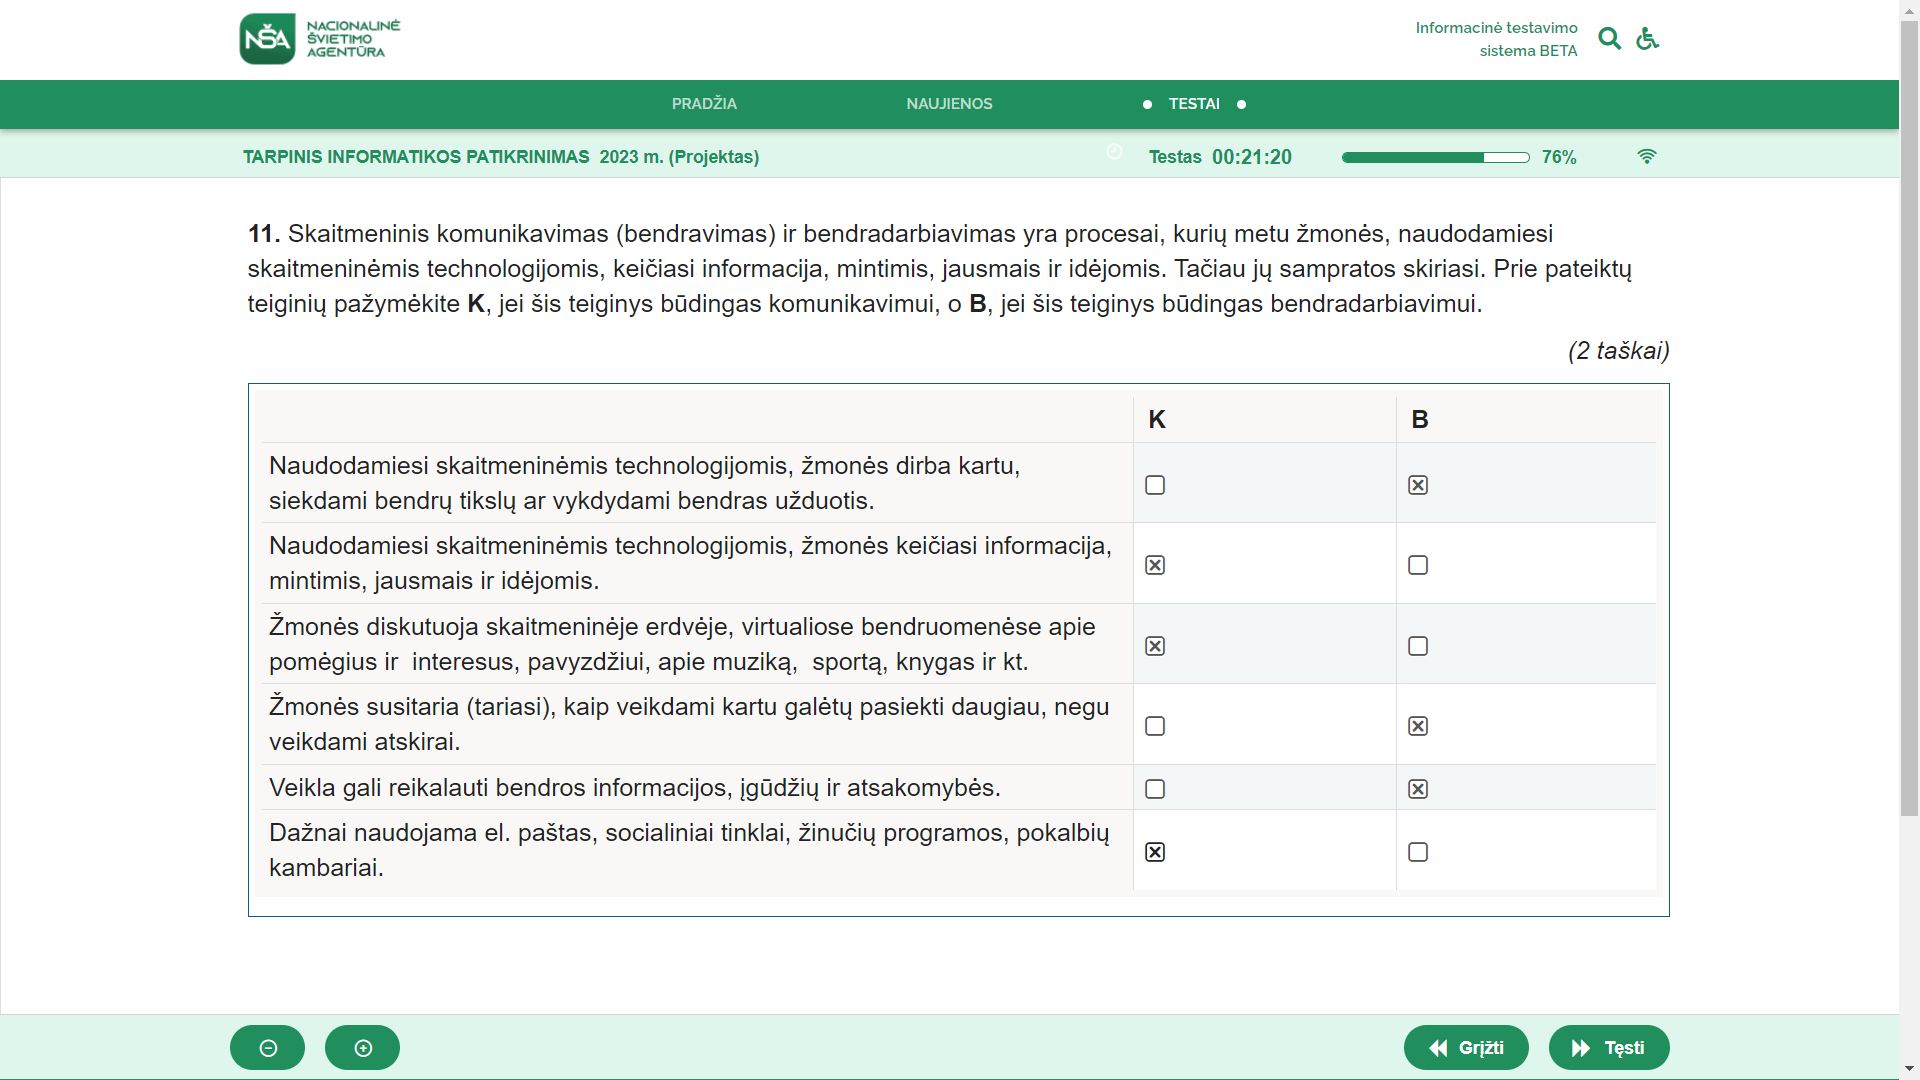 NŠA
NACIONALINĖ
ŠVIETIMO
AGENTŪRA
Informacinė testavimo
sistema BETA
PRADŽIA
NAUJIENOS
TESTAI
TARPINIS INFORMATIKOS PATIKRINIMAS 2023 m. (Projektas)
Testas 00:21:20
76%
11. Skaitmeninis komunikavimas (bendravimas) ir bendradarbiavimas yra procesai, kurių metu žmonės, naudodamiesi
skaitmeninėmis technologijomis, keičiasi informacija, mintimis, jausmais ir idėjomis. Tačiau jų sampratos skiriasi. Prie pateiktų
teiginių pažymėkite K, jei šis teiginys būdingas komunikavimui, o B, jei šis teiginys būdingas bendradarbiavimui.
(2 taškai)
K B
Naudodamiesi skaitmeninėmis technologijomis, žmonės dirba kartu,
siekdami bendrų tikslų ar vykdydami bendras užduotis.
Naudodamiesi skaitmeninėmis technologijomis, žmonės keičiasi informacija,
mintimis, jausmais ir idėjomis.
Žmonės diskutuoja skaitmeninėje erdvėje, virtualiose bendruomenėse apie
pomėgius ir interesus, pavyzdžiui, apie muziką, sportą, knygas ir kt.
Žmonės susitaria (tariasi), kaip veikdami kartu galėtų pasiekti daugiau, negu
veikdami atskirai.
Veikla gali reikalauti bendros informacijos, įgūdžių ir atsakomybės.
Dažnai naudojama el. paštas, socialiniai tinklai, žinučių programos, pokalbių
kambariai.
Grįžti
Tęsti